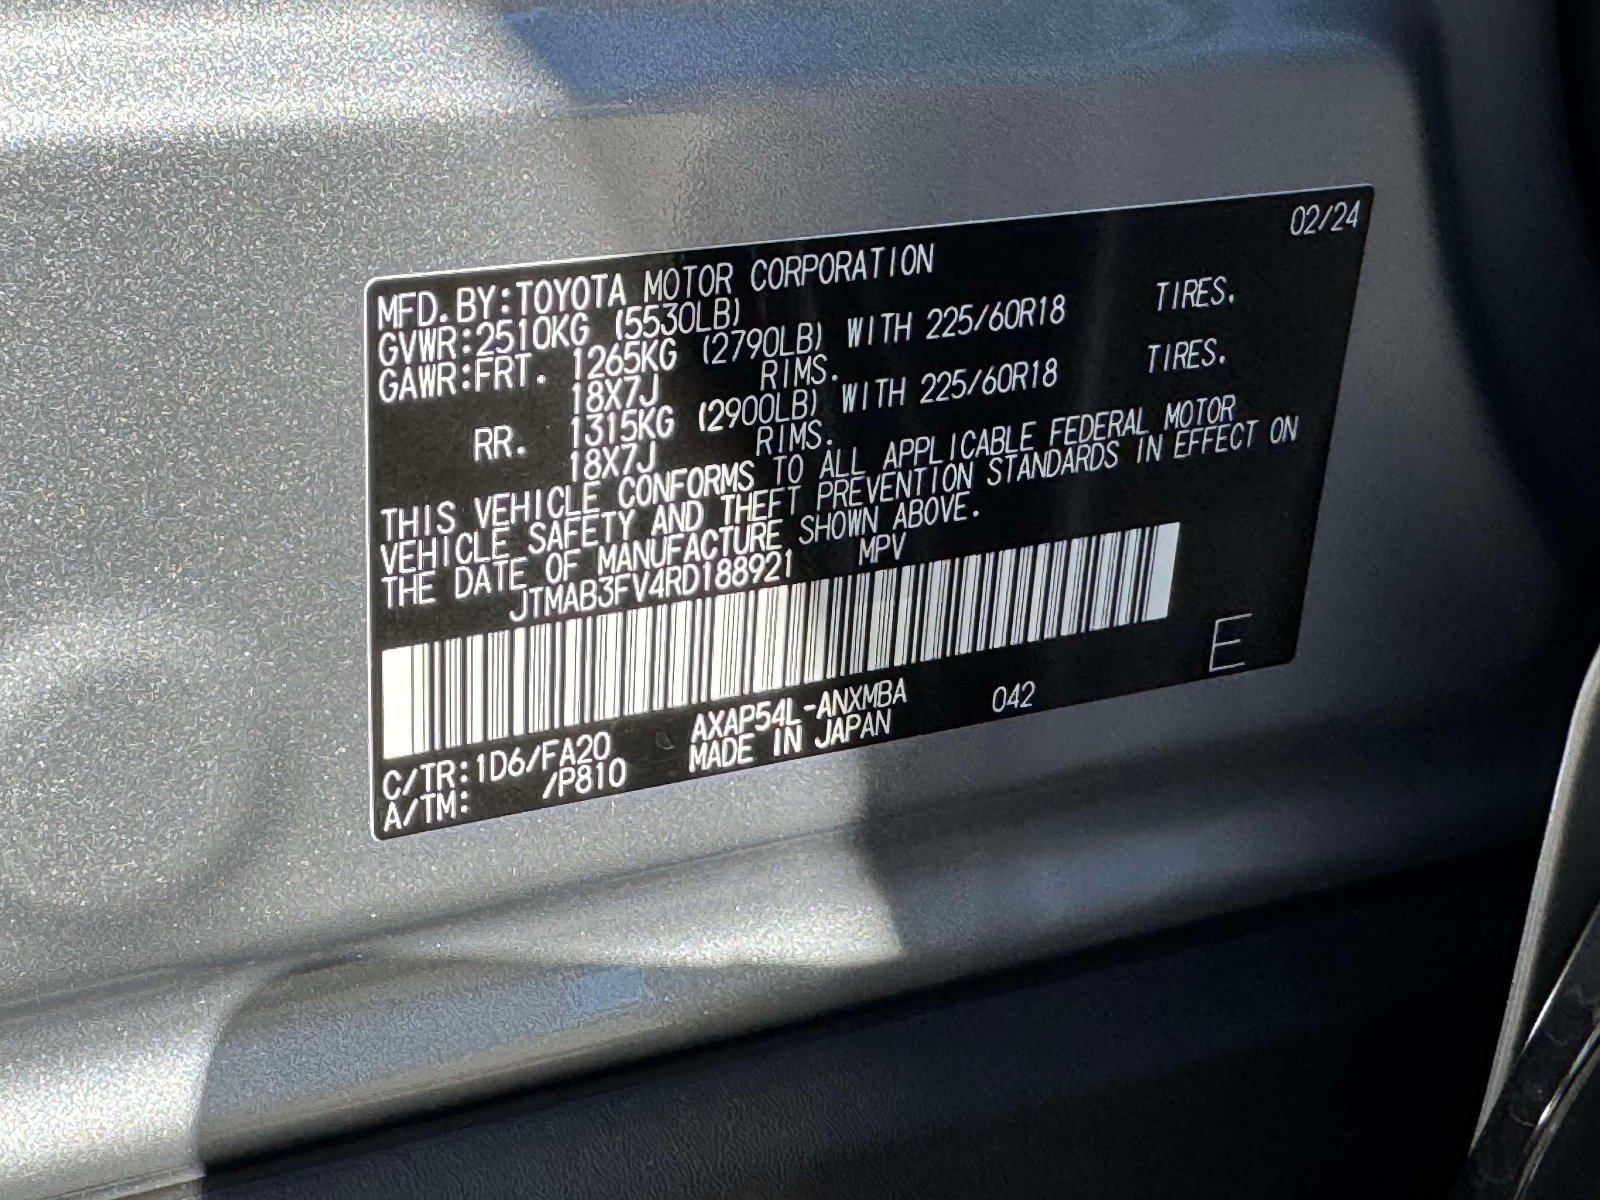 02/24
MFD.BY:TOYOTA MOTOR CORPORATION
GVWR:2510KG (5530LB)
GAWR:FRT. 1265KG (2790LB) WITH 225/60R18 TIRES.
18X7J RIMS.
RR. 1315KG (2900LB) WITH 225/60R18 TIRES.
18X7J RIMS.
THIS VEHICLE CONFORMS TO ALL APPLICABLE FEDERAL MOTOR
VEHICLE SAFETY AND THEFT PREVENTION STANDARDS IN EFFECT ON
THE DATE OF MANUFACTURE SHOWN ABOVE.
JTMAB3FV4RD188921 MPV
E
C/TR:1D6/FA20 AXAP54L-ANXMBA 042
A/TM: /P810 MADE IN JAPAN